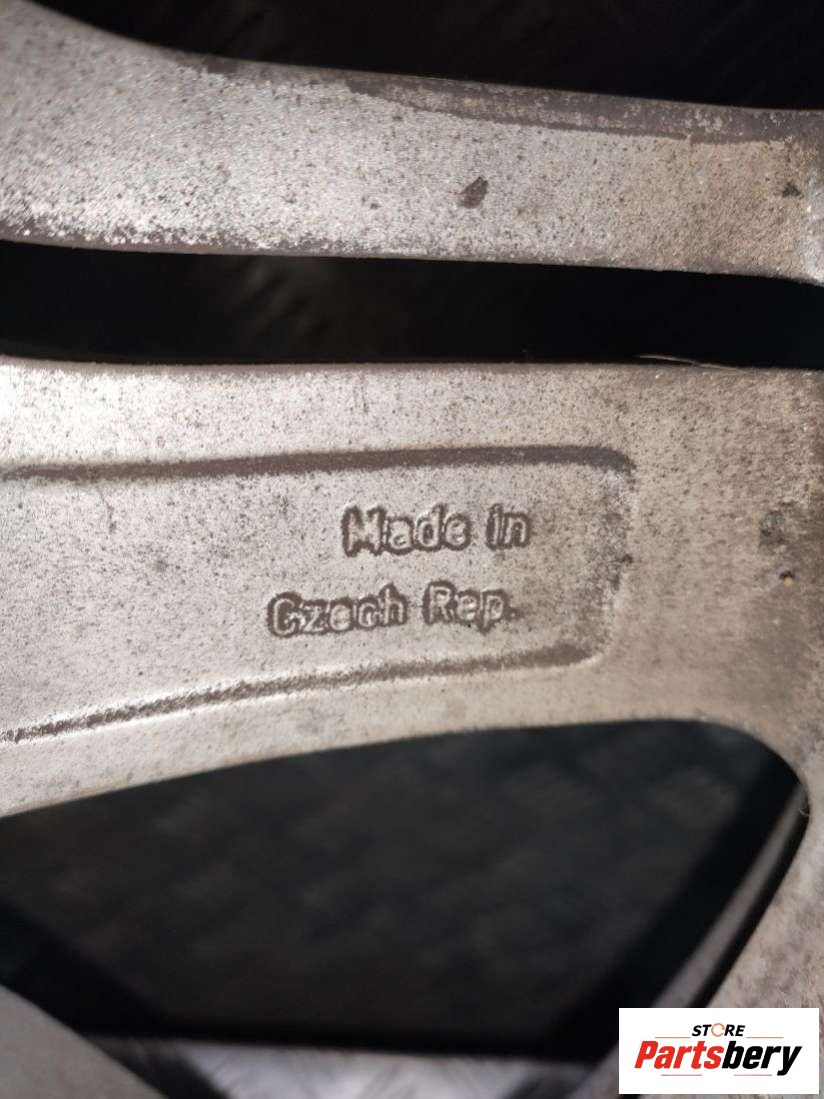 Made in
Czech Rep.
STORE
Partsbery